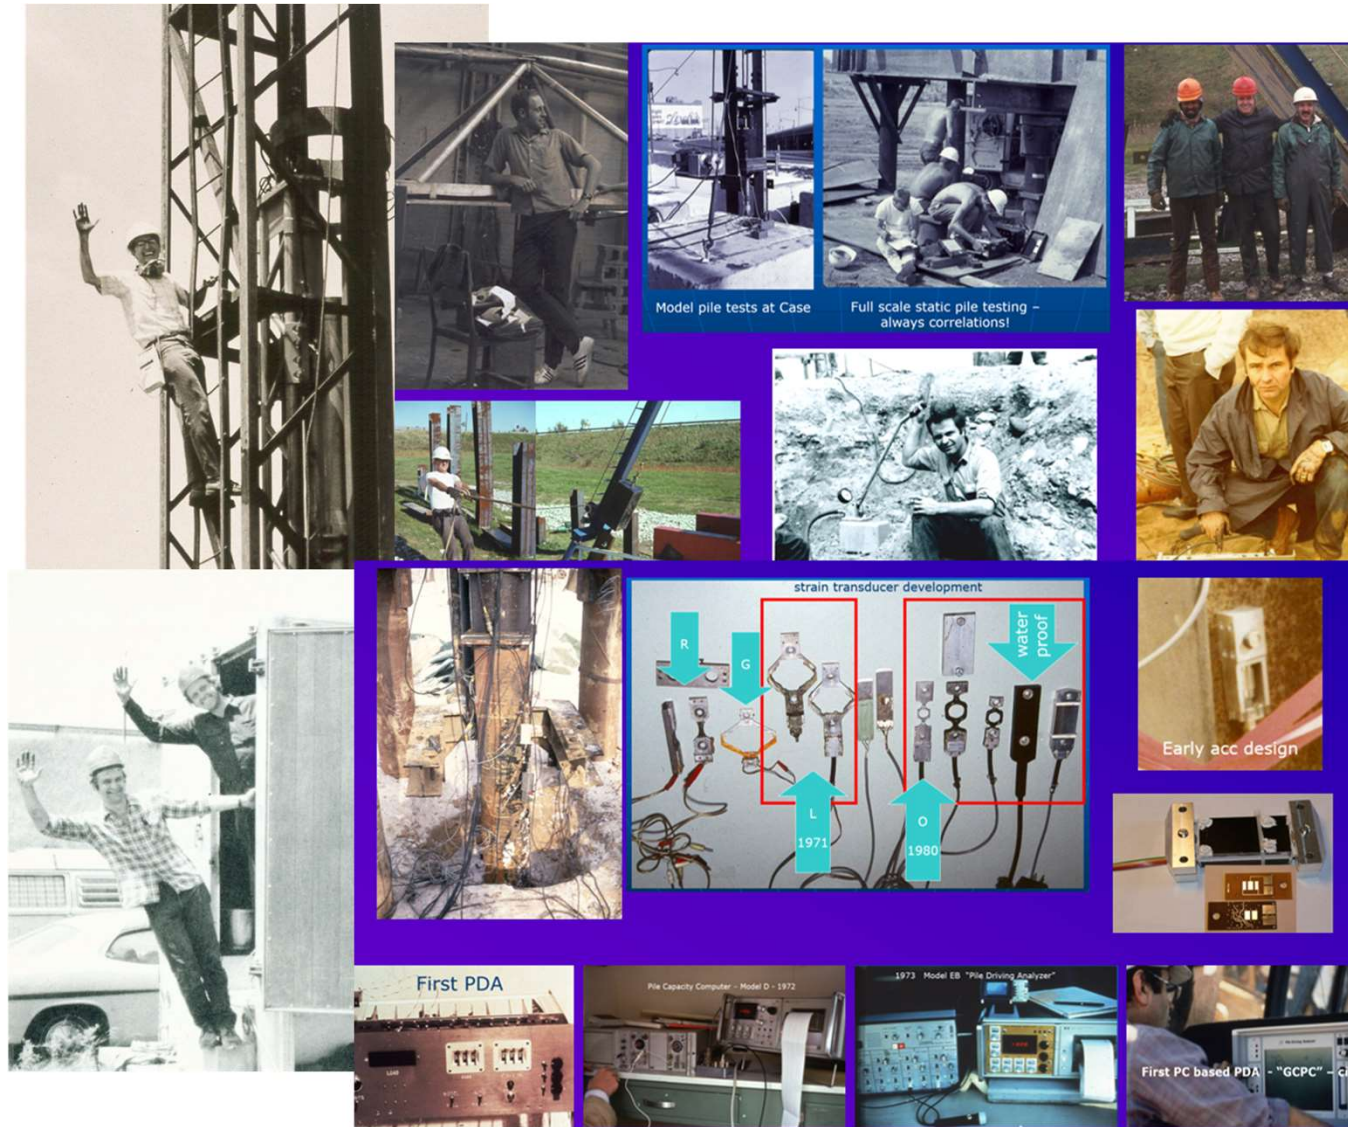 Model pile tests at Case
Full scale static pile testing –
always correlations!
strain transducer development
R
G
water
proof
L
1971
O
1980
Early acc design
First PDA
Pile Capacity Computer – Model D - 1972
1973 Model EB "Pile Driving Analyzer"
LOAD
First PC based PDA - "GCPC" – ci